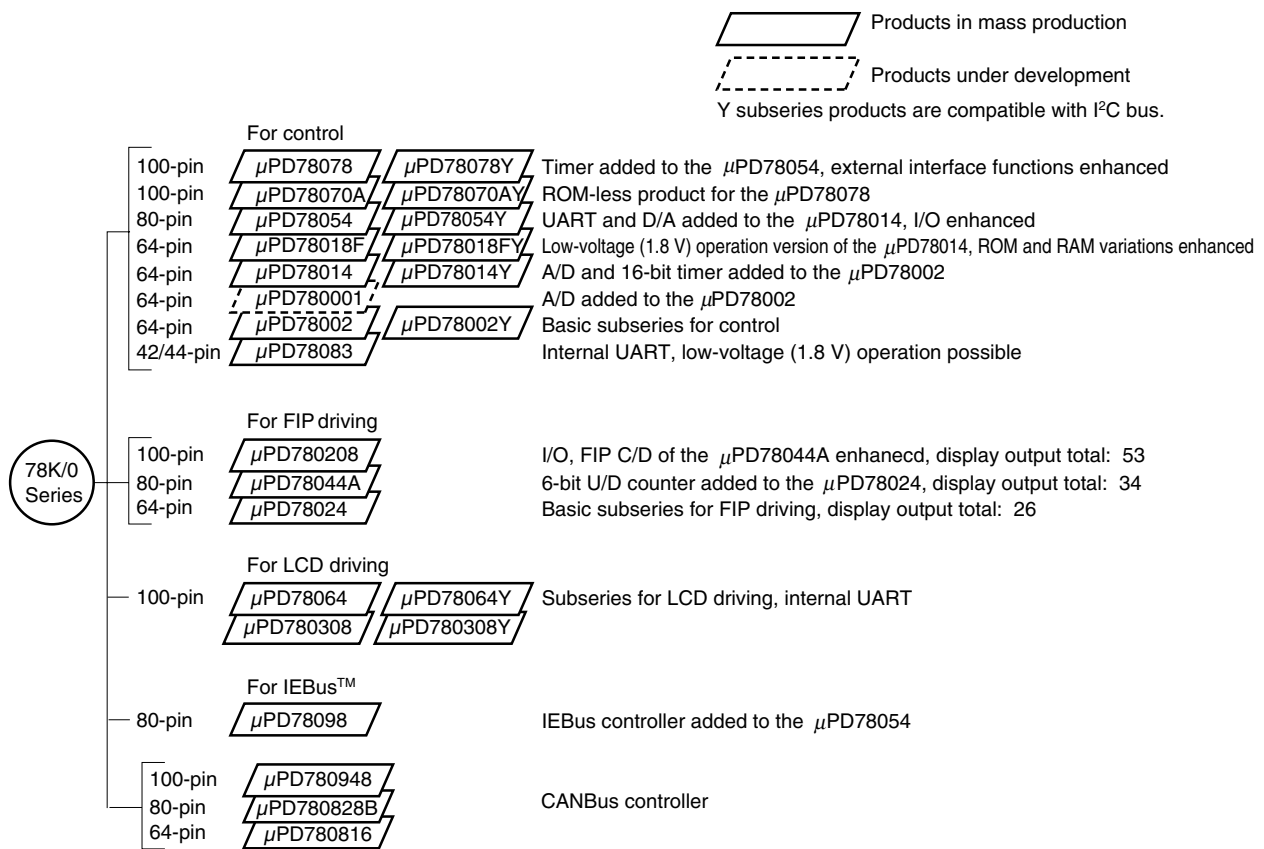 Products in mass production
Products under development
Y subseries products are compatible with I²C bus.
For control
100-pin µPD78078 µPD78078Y Timer added to the µPD78054, external interface functions enhanced
100-pin µPD78070A µPD78070AY ROM-less product for the µPD78078
80-pin µPD78054 µPD78054Y UART and D/A added to the µPD78014, I/O enhanced
64-pin µPD78018F µPD78018FY Low-voltage (1.8 V) operation version of the µPD78014, ROM and RAM variations enhanced
64-pin µPD78014 µPD78014Y A/D and 16-bit timer added to the µPD78002
64-pin µPD780001 A/D added to the µPD78002
64-pin µPD78002 µPD78002Y Basic subseries for control
42/44-pin µPD78083 Internal UART, low-voltage (1.8 V) operation possible
78K/0
Series
For FIP driving
100-pin µPD780208 I/O, FIP C/D of the µPD78044A enhanecd, display output total: 53
80-pin µPD78044A 6-bit U/D counter added to the µPD78024, display output total: 34
64-pin µPD78024 Basic subseries for FIP driving, display output total: 26
For LCD driving
100-pin µPD78064 µPD78064Y Subseries for LCD driving, internal UART
µPD780308 µPD780308Y
For IEBus™
80-pin µPD78098 IEBus controller added to the µPD78054
100-pin µPD780948
80-pin µPD780828B CANBus controller
64-pin µPD780816